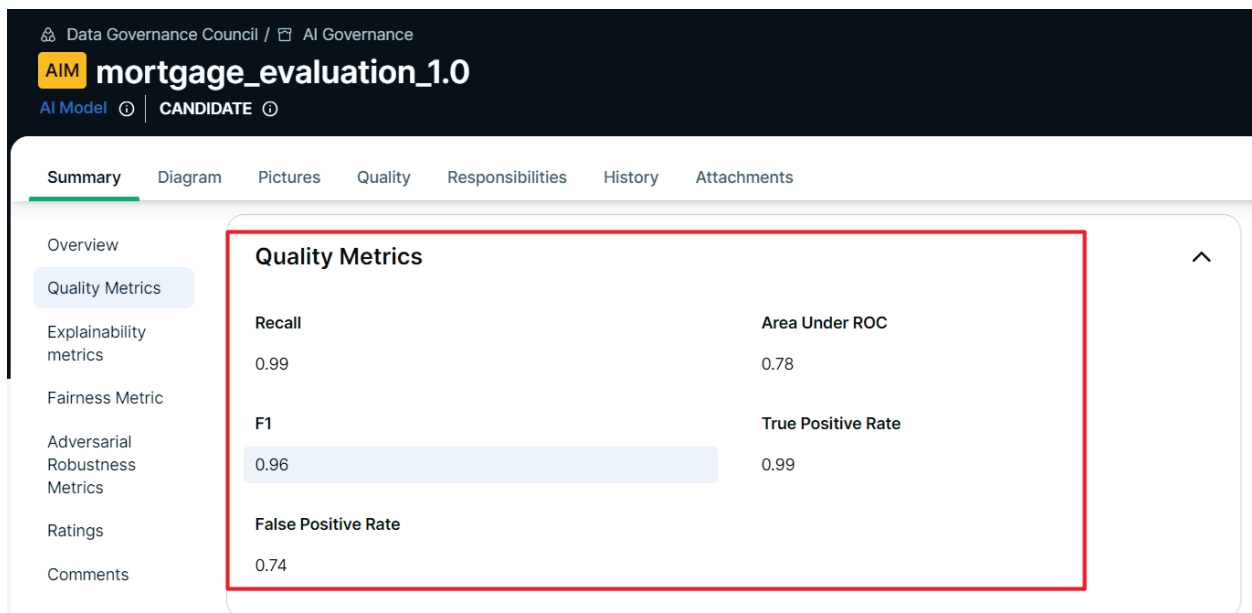 Data Governance Council / AI Governance
AIM mortgage_evaluation_1.0
AI Model CANDIDATE
Summary Diagram Pictures Quality Responsibilities History Attachments
Overview
Quality Metrics
Explainability
metrics
Fairness Metric
Adversarial
Robustness
Metrics
Ratings
Comments
Quality Metrics
Recall
0.99
Area Under ROC
0.78
F1
0.96
True Positive Rate
0.99
False Positive Rate
0.74